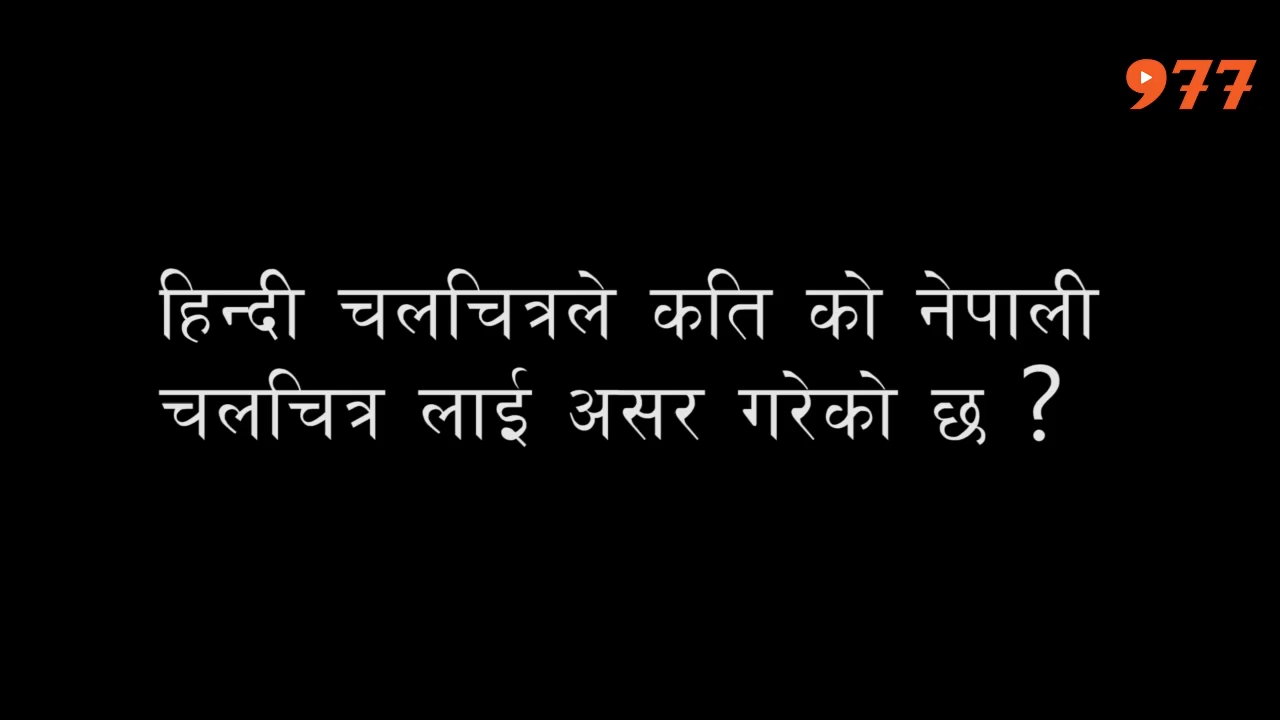 977
हिन्दी चलचित्रले कति को नेपाली
चलचित्र लाई असर गरेको छ ?